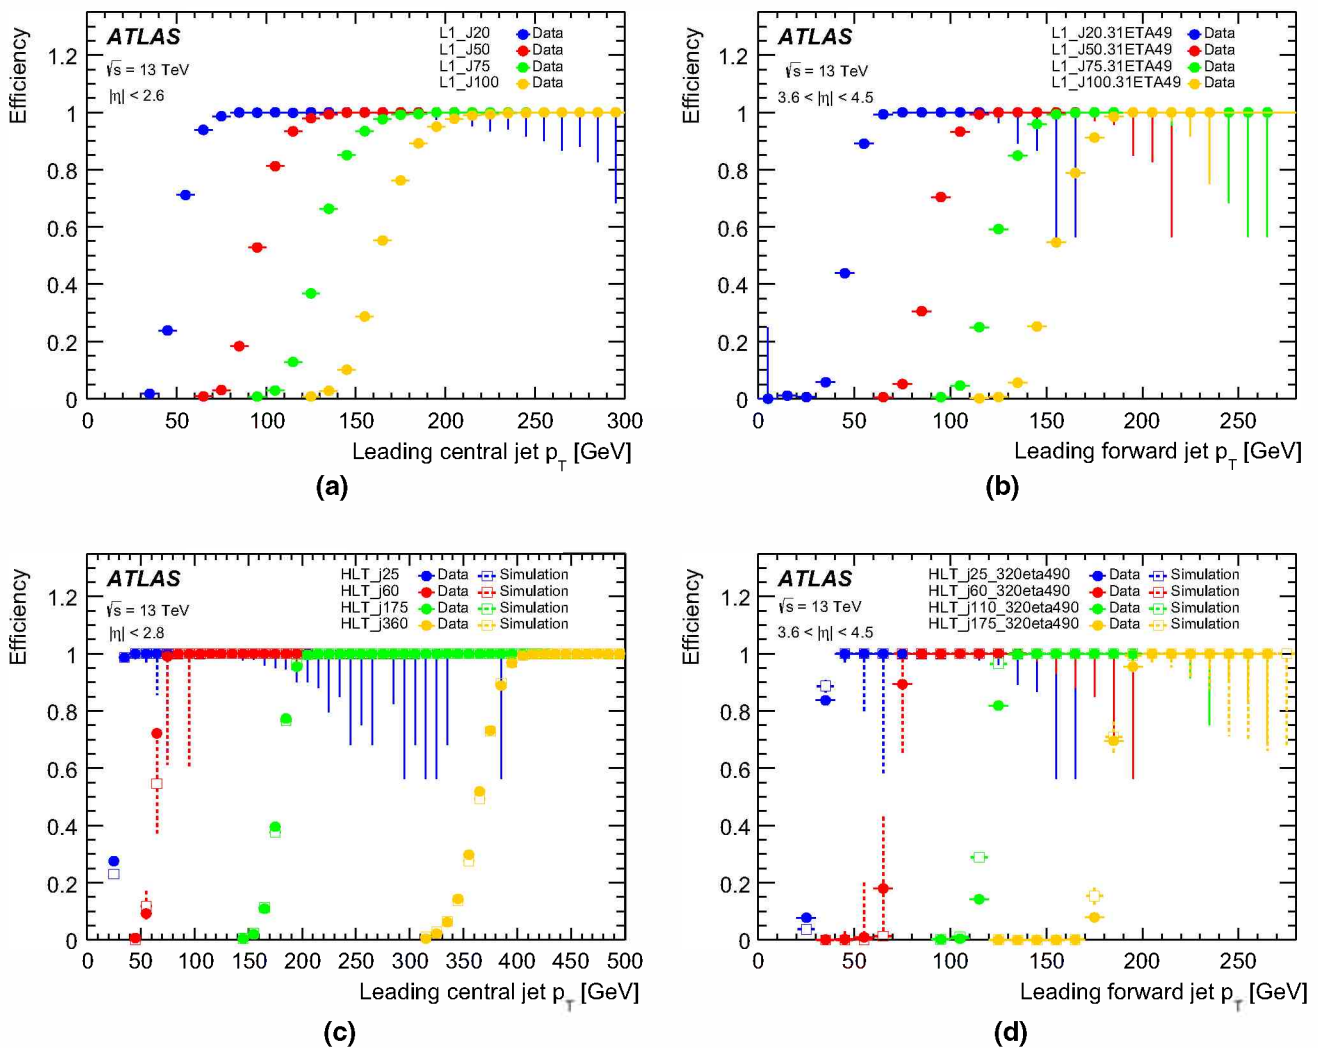 Efficiency
1.2
1
0.8
0.6
0.4
0.2
0
ATLAS
√s = 13 TeV
|η| < 2.6
L1_J20 Data
L1_J50 Data
L1_J75 Data
L1_J100 Data
0 50 100 150 200 250 300
Leading central jet p_T [GeV]
(a)
Efficiency
1.2
1
0.8
0.6
0.4
0.2
0
ATLAS
√s = 13 TeV
3.6 < |η| < 4.5
L1_J20.31ETA49 Data
L1_J50.31ETA49 Data
L1_J75.31ETA49 Data
L1_J100.31ETA49 Data
0 50 100 150 200 250
Leading forward jet p_T [GeV]
(b)
Efficiency
1.2
1
0.8
0.6
0.4
0.2
0
ATLAS
√s = 13 TeV
|η| < 2.8
HLT_j25 Data Simulation
HLT_j60 Data Simulation
HLT_j175 Data Simulation
HLT_j360 Data Simulation
0 50 100 150 200 250 300 350 400 450 500
Leading central jet p_T [GeV]
(c)
Efficiency
1.2
1
0.8
0.6
0.4
0.2
0
ATLAS
√s = 13 TeV
3.6 < |η| < 4.5
HLT_j25_320eta490 Data Simulation
HLT_j60_320eta490 Data Simulation
HLT_j110_320eta490 Data Simulation
HLT_j175_320eta490 Data Simulation
0 50 100 150 200 250
Leading forward jet p_T [GeV]
(d)